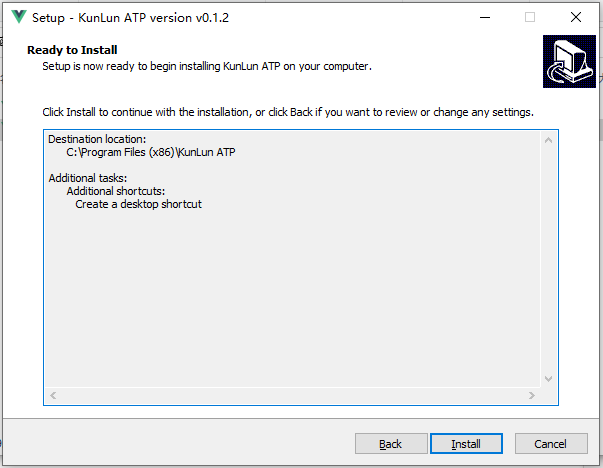 Setup - KunLun ATP version v0.1.2
Ready to Install
Setup is now ready to begin installing KunLun ATP on your computer.
Click Install to continue with the installation, or click Back if you want to review or change any settings.
Destination location:
C:\Program Files (x86)\KunLun ATP
Additional tasks:
Additional shortcuts:
Create a desktop shortcut
Back
Install
Cancel